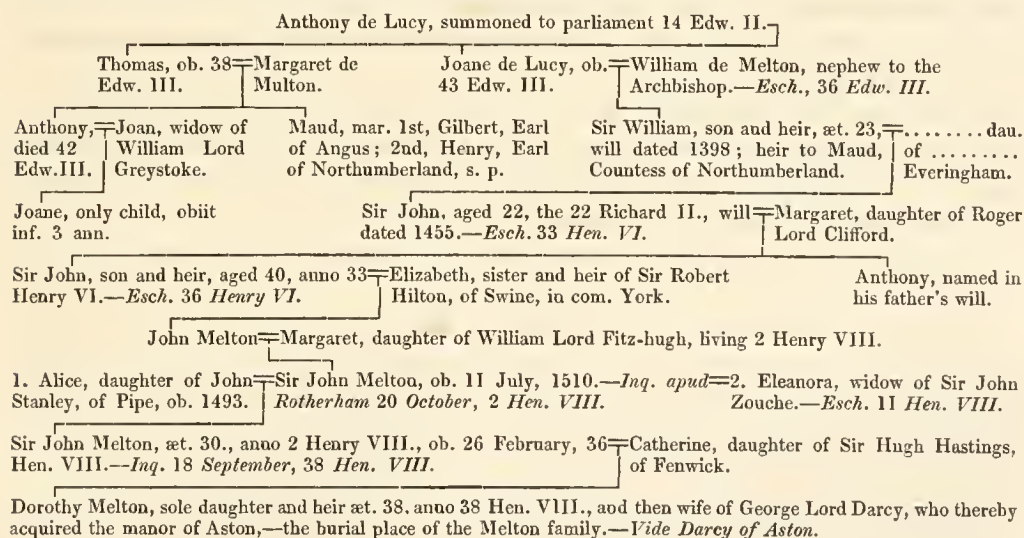 Anthony de Lucy, summoned to parliament 14 Edw. II.
Thomas, ob. 38 Edw. III.
Margaret de Multon.
Joane de Lucy, ob. 43 Edw. III.
William de Melton, nephew to the Archbishop.—Esch., 36 Edw. III.
Anthony, died 42 Edw.III.
Joan, widow of William Lord Greystoke.
Maud, mar. 1st, Gilbert, Earl of Angus; 2nd, Henry, Earl of Northumberland, s. p.
Sir William, son and heir, æt. 23, will dated 1398; heir to Maud, Countess of Northumberland.
........ dau. of ......... Everingham.
Joane, only child, obiit inf. 3 ann.
Sir John, aged 22, the 22 Richard II., will dated 1455.—Esch. 33 Hen. VI.
Margaret, daughter of Roger Lord Clifford.
Sir John, son and heir, aged 40, anno 33 Henry VI.—Esch. 36 Henry VI.
Elizabeth, sister and heir of Sir Robert Hilton, of Swine, in com. York.
Anthony, named in his father's will.
John Melton
Margaret, daughter of William Lord Fitz-hugh, living 2 Henry VIII.
1. Alice, daughter of John Stanley, of Pipe, ob. 1493.
Sir John Melton, ob. 11 July, 1510.—Inq. apud Rotherham 20 October, 2 Hen. VIII.
2. Eleanora, widow of Sir John Zouche.—Esch. 11 Hen. VIII.
Sir John Melton, æt. 30., anno 2 Henry VIII., ob. 26 February, 36 Hen. VIII.—Inq. 18 September, 38 Hen. VIII.
Catherine, daughter of Sir Hugh Hastings, of Fenwick.
Dorothy Melton, sole daughter and heir æt. 38. anno 38 Hen. VIII., and then wife of George Lord Darcy, who thereby
acquired the manor of Aston,—the burial place of the Melton family.—Vide Darcy of Aston.